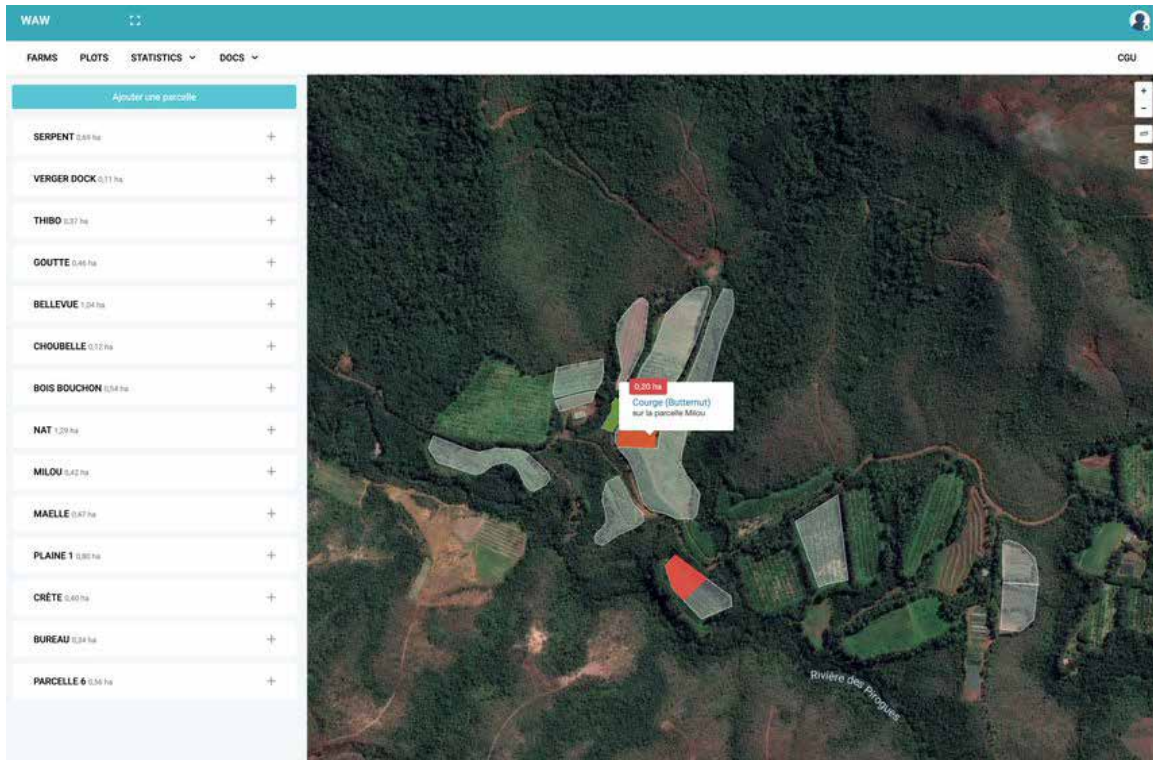 WAW
FARMS PLOTS STATISTICS DOCS CGU
Ajouter une parcelle
SERPENT 0,69 ha
VERGER DOCK 0,11 ha
THIBO 0,37 ha
GOUTTE 0,46 ha
BELLEVUE 1,04 ha
CHOUBELLE 0,12 ha
BOIS BOUCHON 0,54 ha
NAT 1,29 ha
MILOU 0,42 ha
MAELLE 0,47 ha
PLAINE 1 0,80 ha
CRÈTE 0,40 ha
BUREAU 0,34 ha
PARCELLE 6 0,56 ha
+
-
0,20 ha
Courge (Butternut)
sur la parcelle Milou
Rivière des Pirogues